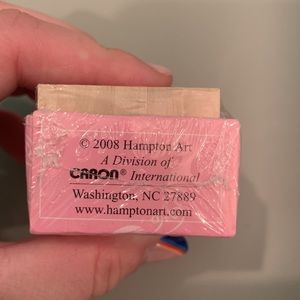 © 2008 Hampton Art
A Division of
CARON® International
Washington, NC 27889
www.hamptonart.com